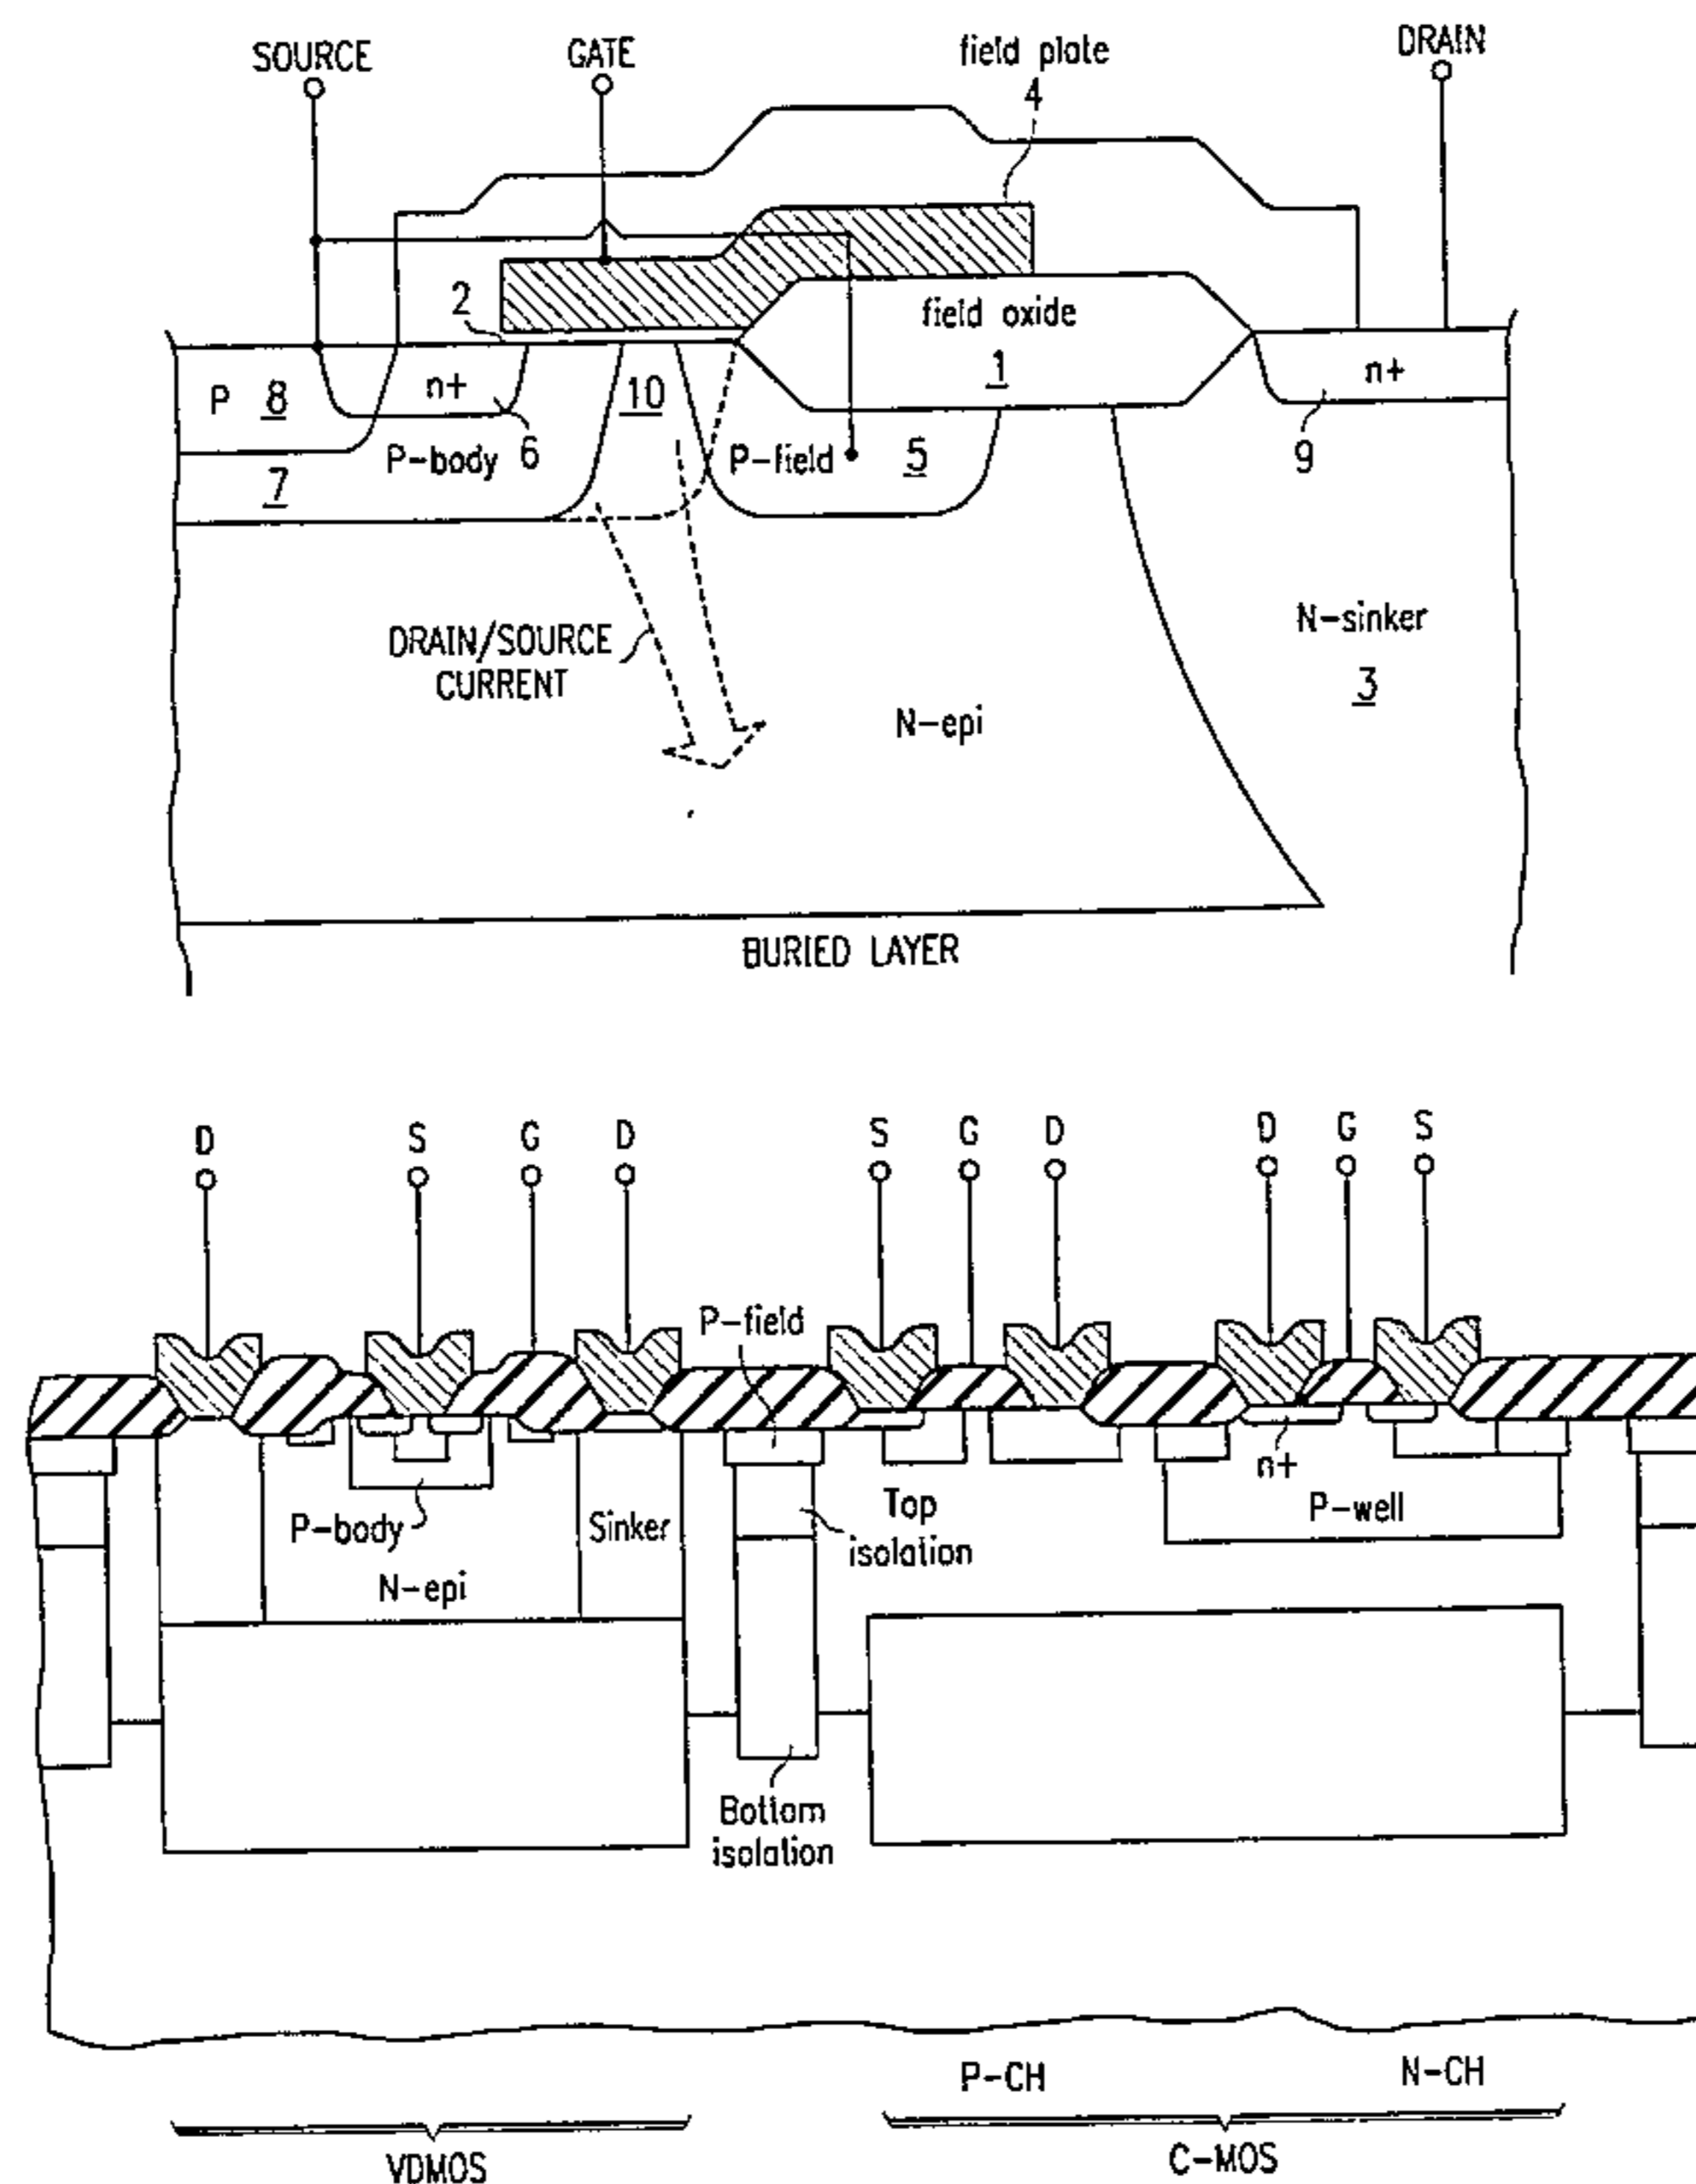 SOURCE
GATE
field plate
DRAIN
4
2
field oxide
1
P 8
n+
10
n+
P-body 6
P-field
5
9
7
DRAIN/SOURCE
CURRENT
N-sinker
3
N-epi
BURIED LAYER
D
S
G
D
S
G
D
D
G
S
P-field
n+
P-body
Sinker
Top
isolation
P-well
N-epi
Bottom
isolation
P-CH
N-CH
VDMOS
C-MOS